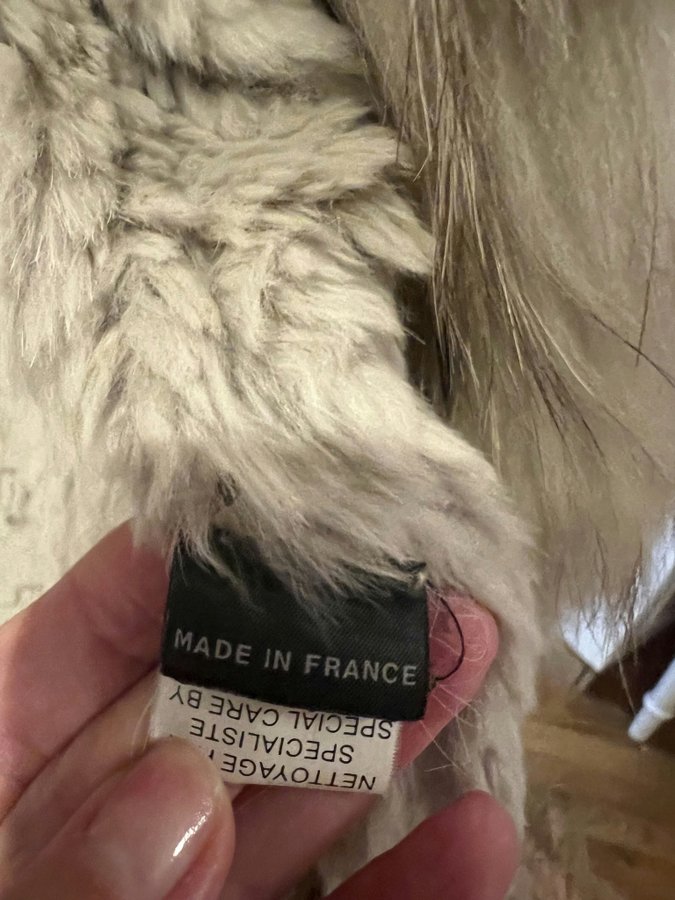 MADE IN FRANCE
NETTOYAGE
SPECIALISTE
SPECIAL CARE BY